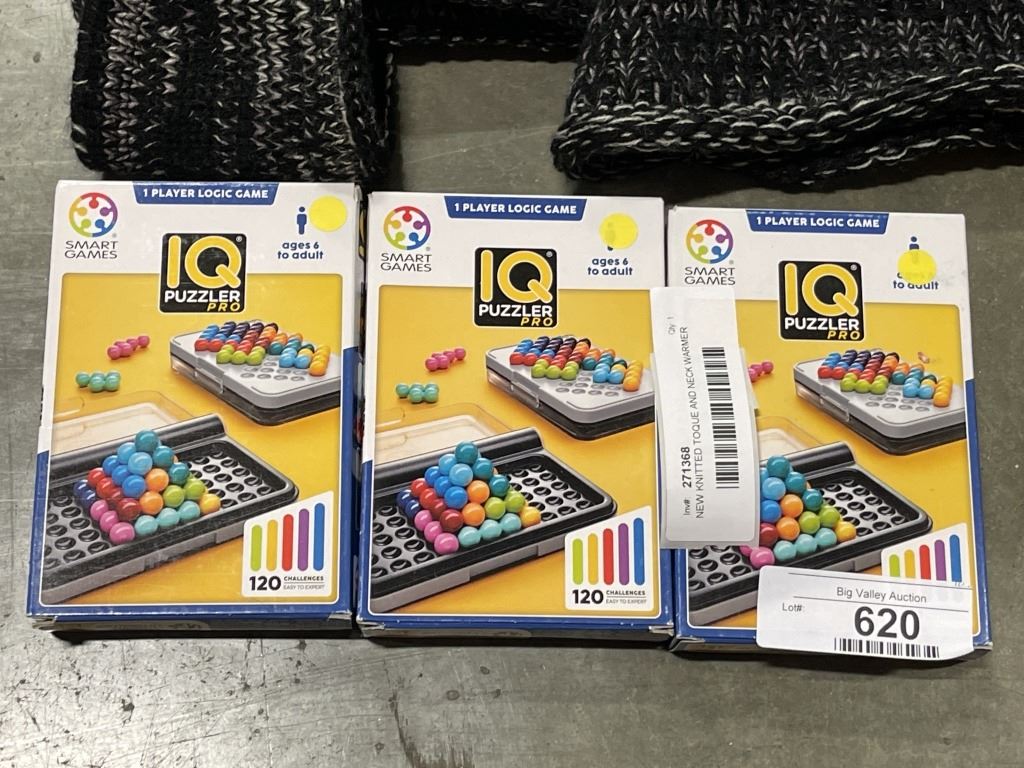 1 PLAYER LOGIC GAME
SMART
GAMES
ages 6
to adult
IQ
PUZZLER
PRO
120 CHALLENGES
EASY TO EXPERT
1 PLAYER LOGIC GAME
SMART
GAMES
ages 6
to adult
IQ
PUZZLER
PRO
120 CHALLENGES
EASY TO EXPERT
1 PLAYER LOGIC GAME
SMART
GAMES
to adult
IQ
PUZZLER
PRO
Inv#: 271368
NEW KNITTED TOQUE AND NECK WARMER
Big Valley Auction
Lot#:
620